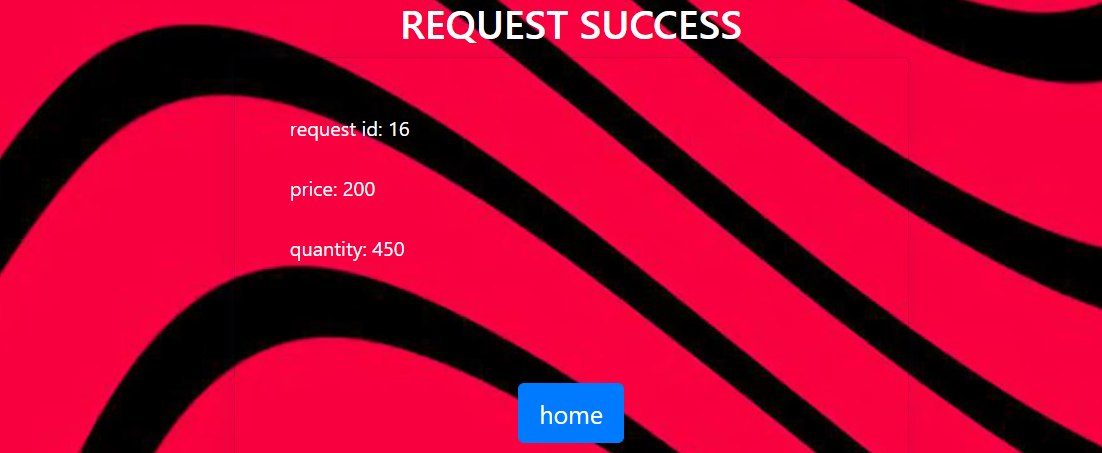 REQUEST SUCCESS
request id: 16
price: 200
quantity: 450
home